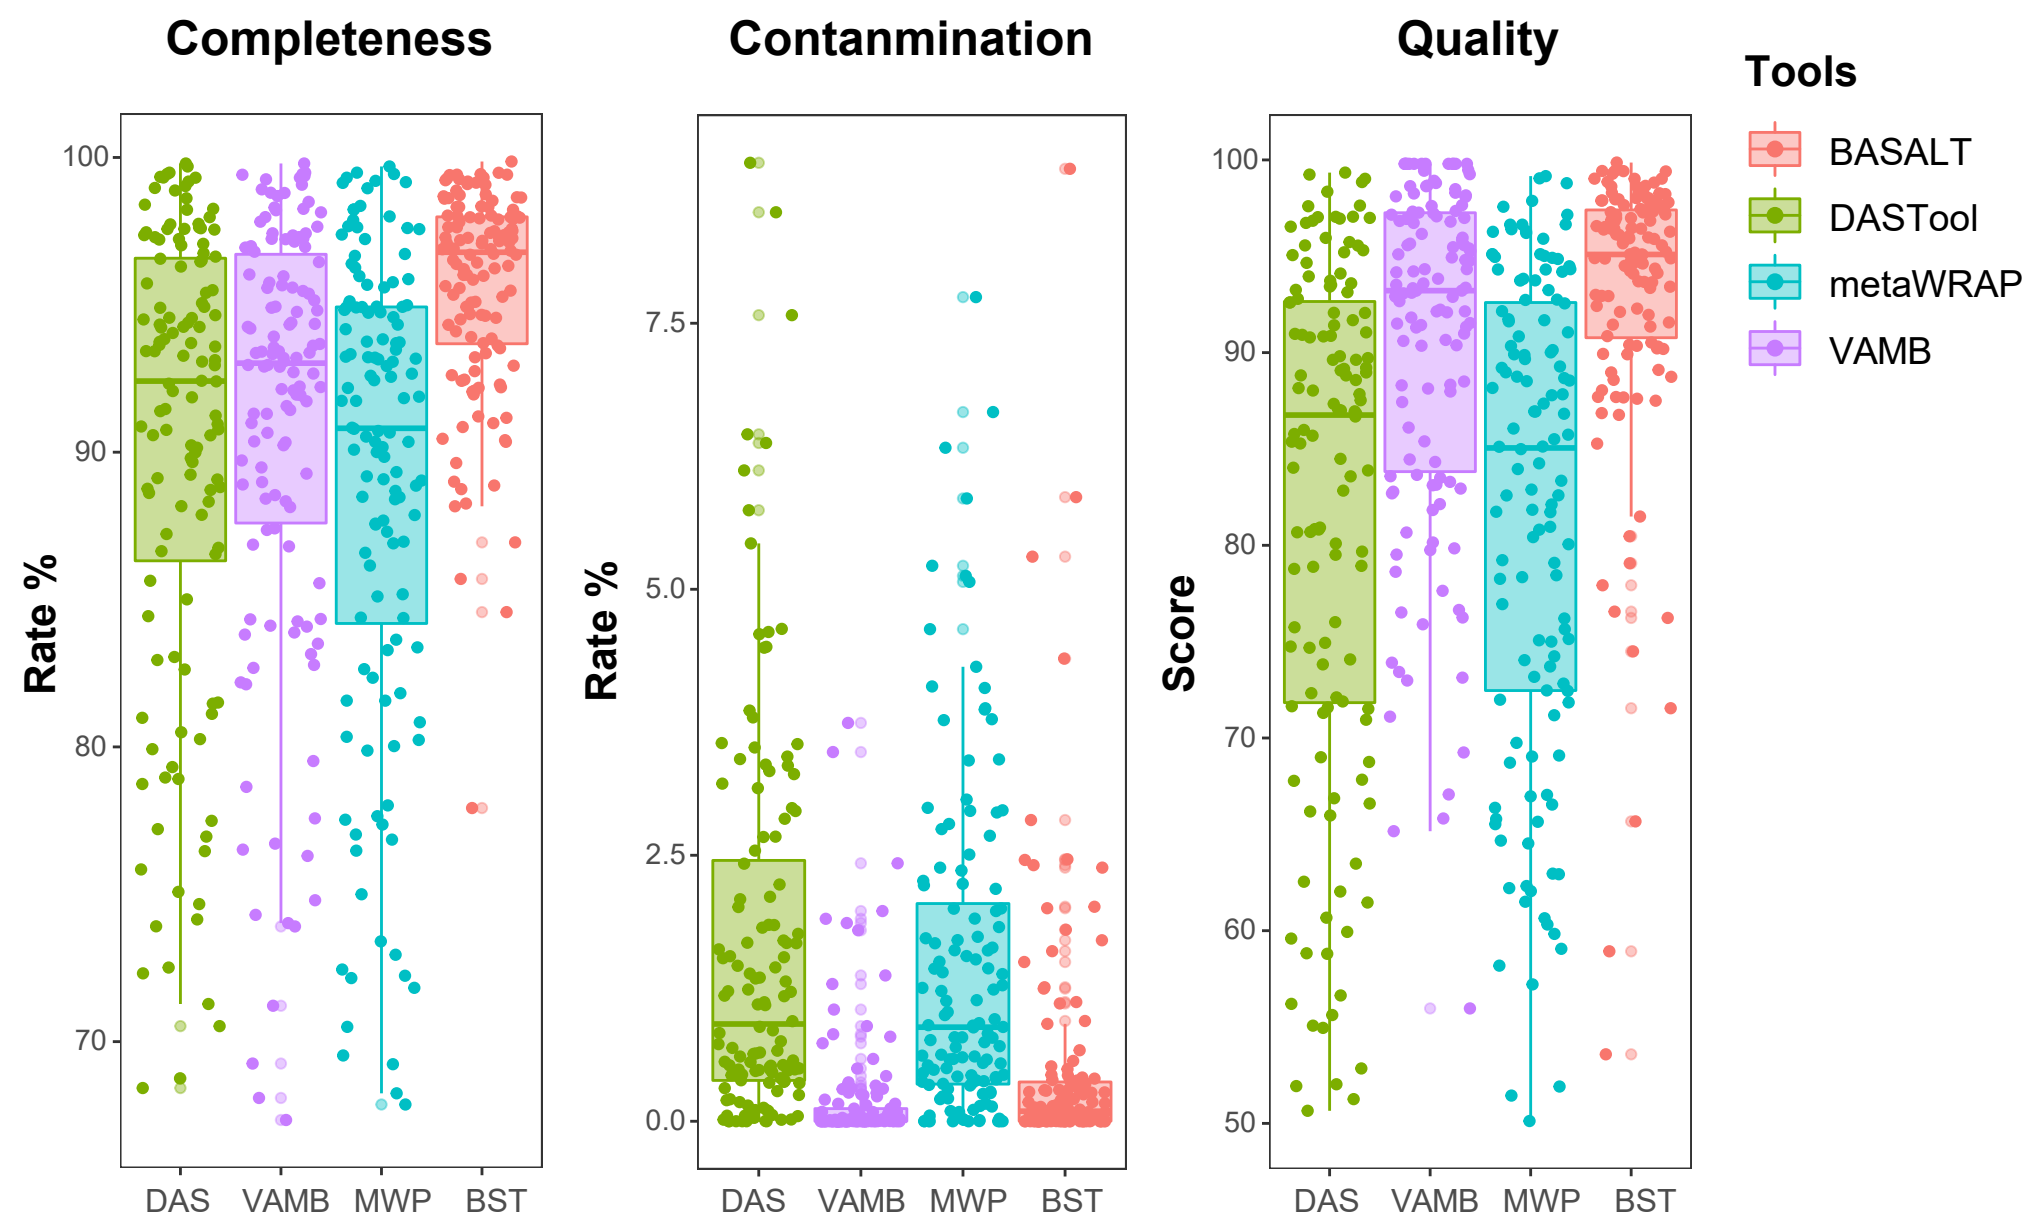 Completeness
Rate %
100
90
80
70
DAS VAMB MWP BST
Contanmination
Rate %
7.5
5.0
2.5
0.0
DAS VAMB MWP BST
Quality
Score
100
90
80
70
60
50
DAS VAMB MWP BST
Tools
BASALT
DASTool
metaWRAP
VAMB